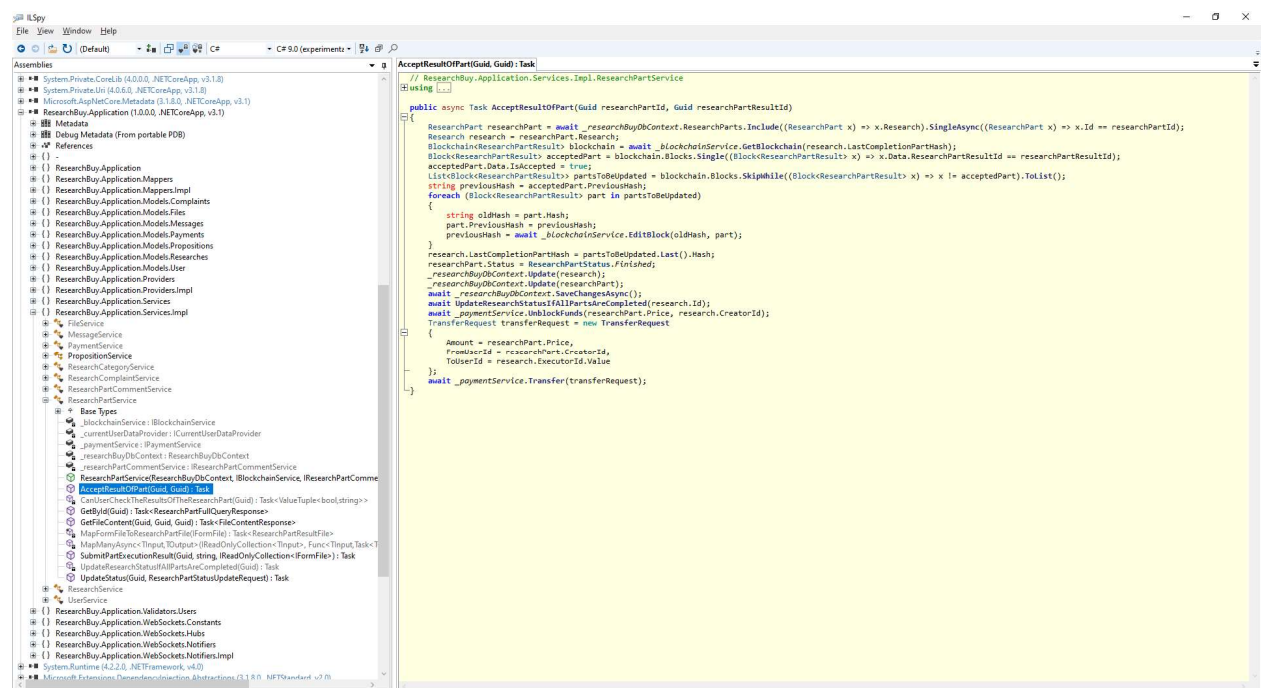 ILSpy
File View Window Help
(Default) C# C# 9.0 (experimenta
Assemblies
System.Private.CoreLib (4.0.0.0, .NETCoreApp, v3.1.8)
System.Private.Uri (4.0.6.0, .NETCoreApp, v3.1.8)
Microsoft.AspNetCore.Metadata (3.1.8.0, .NETCoreApp, v3.1)
ResearchBuy.Application (1.0.0.0, .NETCoreApp, v3.1)
Metadata
Debug Metadata (From portable PDB)
References
{ } -
{ } ResearchBuy.Application
{ } ResearchBuy.Application.Mappers
{ } ResearchBuy.Application.Mappers.Impl
{ } ResearchBuy.Application.Models.Complaints
{ } ResearchBuy.Application.Models.Files
{ } ResearchBuy.Application.Models.Messages
{ } ResearchBuy.Application.Models.Payments
{ } ResearchBuy.Application.Models.Propositions
{ } ResearchBuy.Application.Models.Researches
{ } ResearchBuy.Application.Models.User
{ } ResearchBuy.Application.Providers
{ } ResearchBuy.Application.Providers.Impl
{ } ResearchBuy.Application.Services
{ } ResearchBuy.Application.Services.Impl
FileService
MessageService
PaymentService
PropositionService
ResearchCategoryService
ResearchComplaintService
ResearchPartCommentService
ResearchPartService
Base Types
_blockchainService : IBlockchainService
_currentUserDataProvider : ICurrentUserDataProvider
_paymentService : IPaymentService
_researchBuyDbContext : ResearchBuyDbContext
_researchPartCommentService : IResearchPartCommentService
ResearchPartService(ResearchBuyDbContext, IBlockchainService, IResearchPartComme
AcceptResultOfPart(Guid, Guid) : Task
CanUserCheckTheResultsOfTheResearchPart(Guid) : Task<ValueTuple<bool,string>>
GetById(Guid) : Task<ResearchPartFullQueryResponse>
GetFileContent(Guid, Guid, Guid) : Task<FileContentResponse>
MapFormFileToResearchPartFile(IFormFile) : Task<ResearchPartResultFile>
MapManyAsync<TInput,TOutput>(IReadOnlyCollection<TInput>, Func<TInput,Task<T
SubmitPartExecutionResult(Guid, string, IReadOnlyCollection<IFormFile>) : Task
UpdateResearchStatusIfAllPartsAreCompleted(Guid) : Task
UpdateStatus(Guid, ResearchPartStatusUpdateRequest) : Task
ResearchService
UserService
{ } ResearchBuy.Application.Validators.Users
{ } ResearchBuy.Application.WebSockets.Constants
{ } ResearchBuy.Application.WebSockets.Hubs
{ } ResearchBuy.Application.WebSockets.Notifiers
{ } ResearchBuy.Application.WebSockets.Notifiers.Impl
System.Runtime (4.2.2.0, .NETFramework, v4.0)
Microsoft.Extensions.DependencyInjection.Abstractions (3.1.8.0, .NETStandard, v2.0)
AcceptResultOfPart(Guid, Guid) : Task
// ResearchBuy.Application.Services.Impl.ResearchPartService
using ...
public async Task AcceptResultOfPart(Guid researchPartId, Guid researchPartResultId)
{
ResearchPart researchPart = await _researchBuyDbContext.ResearchParts.Include((ResearchPart x) => x.Research).SingleAsync((ResearchPart x) => x.Id == researchPartId);
Research research = researchPart.Research;
Blockchain<ResearchPartResult> blockchain = await _blockchainService.GetBlockchain(research.LastCompletionPartHash);
Block<ResearchPartResult> acceptedPart = blockchain.Blocks.Single((Block<ResearchPartResult> x) => x.Data.ResearchPartResultId == researchPartResultId);
acceptedPart.Data.IsAccepted = true;
List<Block<ResearchPartResult>> partsToBeUpdated = blockchain.Blocks.SkipWhile((Block<ResearchPartResult> x) => x != acceptedPart).ToList();
string previousHash = acceptedPart.PreviousHash;
foreach (Block<ResearchPartResult> part in partsToBeUpdated)
{
string oldHash = part.Hash;
part.PreviousHash = previousHash;
previousHash = await _blockchainService.EditBlock(oldHash, part);
}
research.LastCompletionPartHash = partsToBeUpdated.Last().Hash;
researchPart.Status = ResearchPartStatus.Finished;
_researchBuyDbContext.Update(research);
_researchBuyDbContext.Update(researchPart);
await _researchBuyDbContext.SaveChangesAsync();
await UpdateResearchStatusIfAllPartsAreCompleted(research.Id);
await _paymentService.UnblockFunds(researchPart.Price, research.CreatorId);
TransferRequest transferRequest = new TransferRequest
{
Amount = researchPart.Price,
FromUserId = researchPart.CreatorId,
ToUserId = research.ExecutorId.Value
};
await _paymentService.Transfer(transferRequest);
}